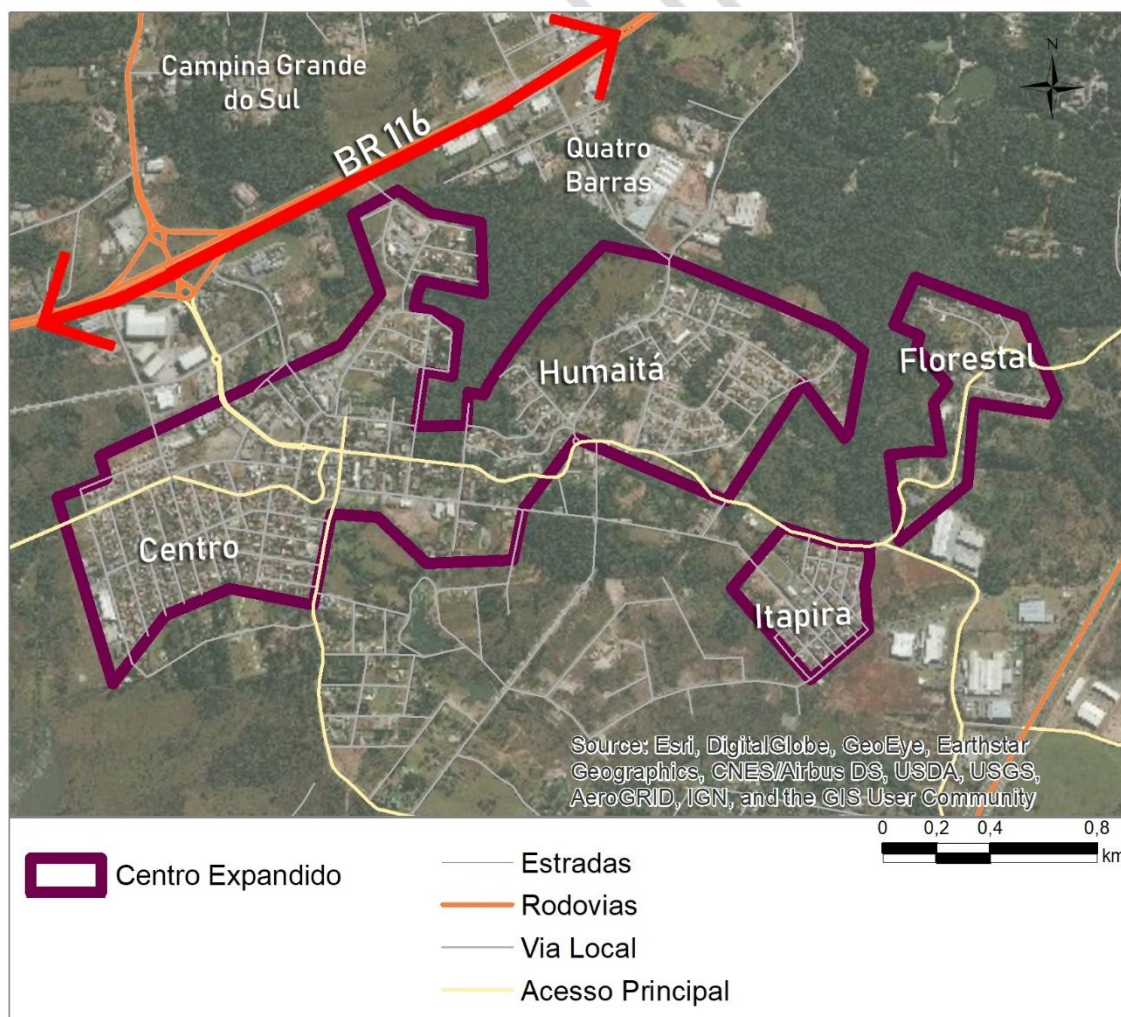 N
Campina Grande
do Sul
BR 116
Quatro
Barras
Humaitá
Florestal
Centro
Itapira
Source: Esri, DigitalGlobe, GeoEye, Earthstar
Geographics, CNES/Airbus DS, USDA, USGS,
AeroGRID, IGN, and the GIS User Community
0 0,2 0,4 0,8
km
Centro Expandido
Estradas
Rodovias
Via Local
Acesso Principal